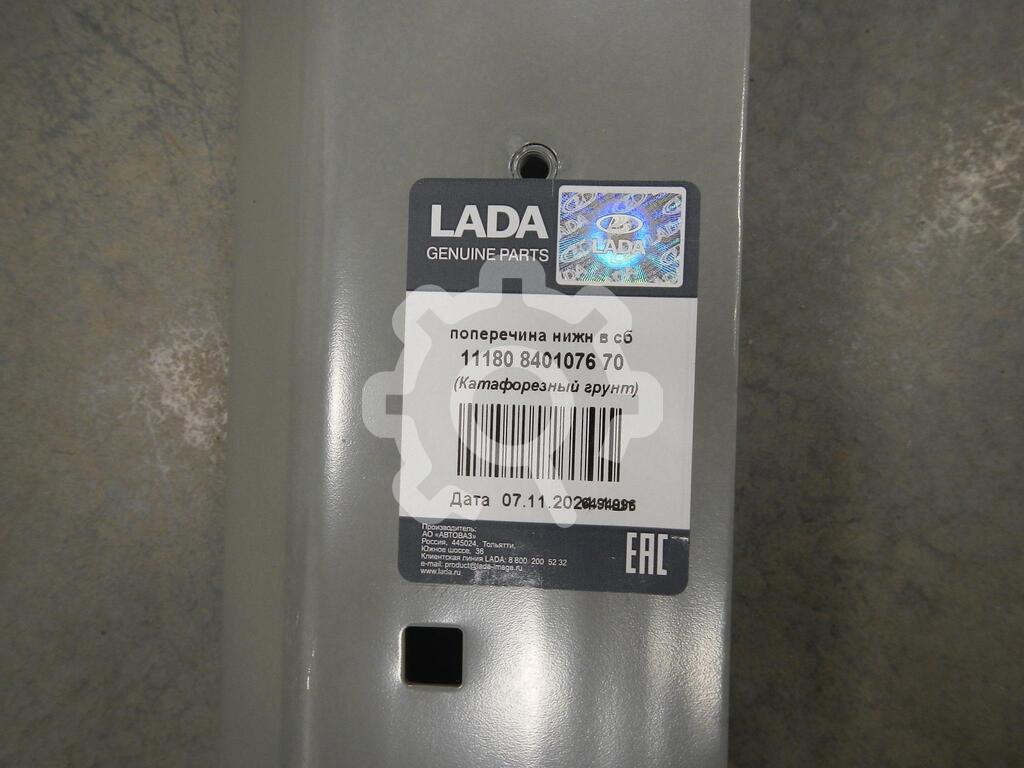 LADA
GENUINE PARTS
LADA
поперечина нижн в сб
11180 8401076 70
(Катафорезный грунт)
Дата 07.11.202
Производитель:
АО «АВТОВАЗ»
Россия, 445024, Тольятти,
Южное шоссе, 36
Клиентская линия LADA: 8 800 200 52 32
e-mail: product@lada-image.ru
www.lada.ru
EAC